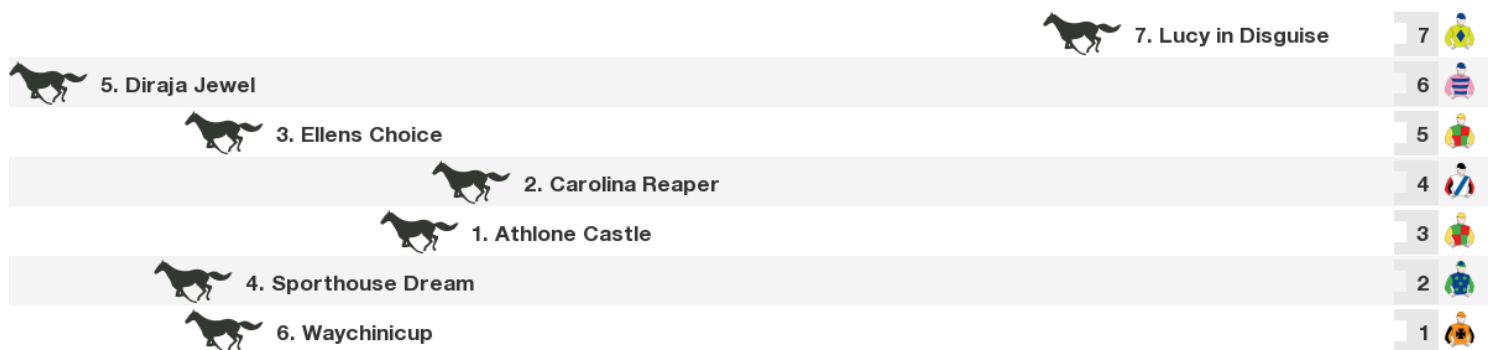 7. Lucy in Disguise 7
5. Diraja Jewel 6
3. Ellens Choice 5
2. Carolina Reaper 4
1. Athlone Castle 3
4. Sporthouse Dream 2
6. Waychinicup 1